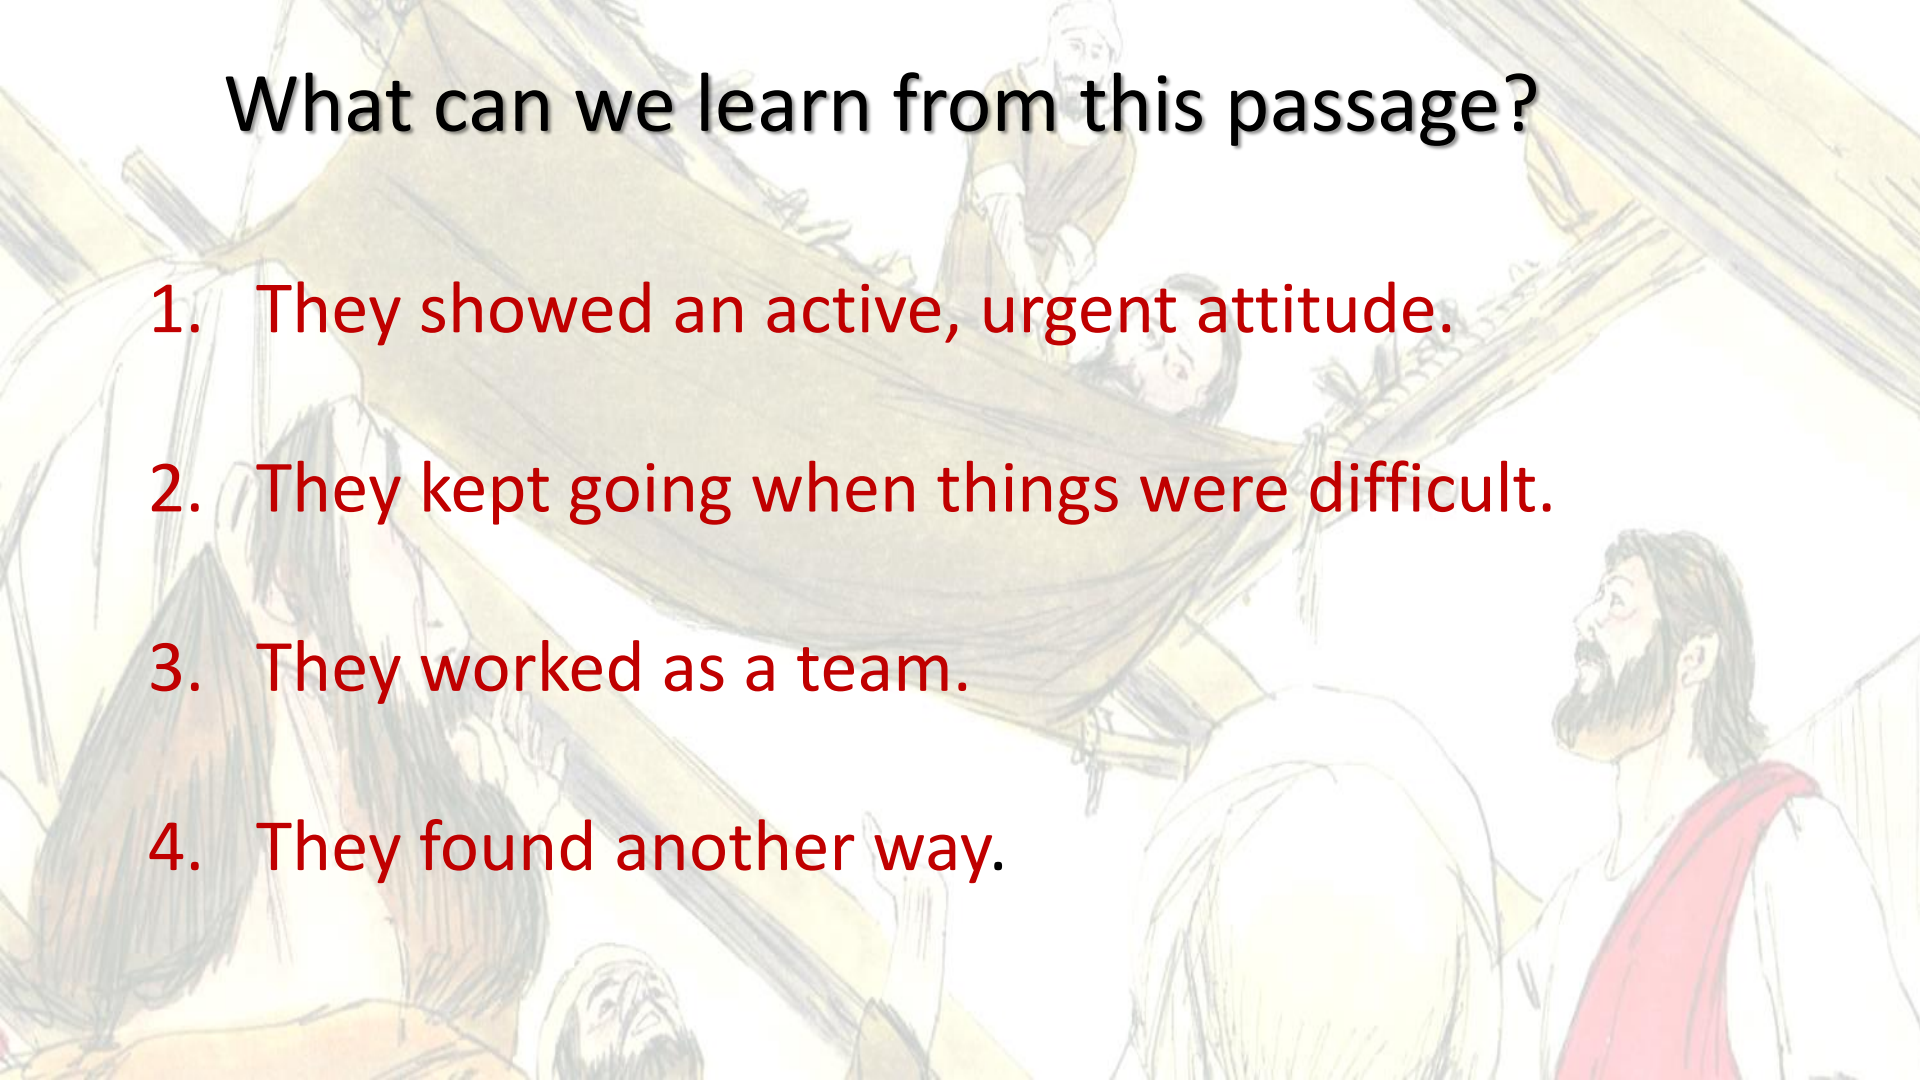 What can we learn from this passage?
1. They showed an active, urgent attitude.
2. They kept going when things were difficult.
3. They worked as a team.
4. They found another way.